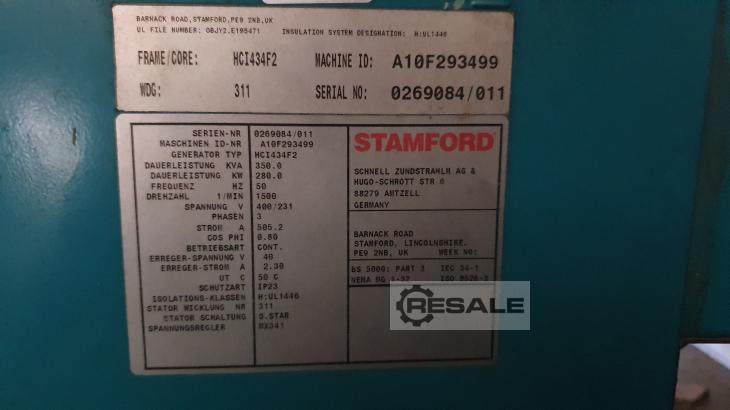 BARNACK ROAD,STAMFORD,PE9 2NB,UK
UL FILE NUMBER: OBJY2.E195471 INSULATION SYSTEM DESIGNATION: H:UL1446
FRAME/CORE: HCI434F2 MACHINE ID: A10F293499
WDG: 311 SERIAL NO: 0269084/011
SERIEN-NR 0269084/011
MASCHINEN ID-NR A10F293499
GENERATOR TYP HCI434F2
DAUERLEISTUNG KVA 350.0
DAUERLEISTUNG KW 280.0
FREQUENZ HZ 50
DREHZAHL 1/MIN 1500
SPANNUNG V 400/231
PHASEN 3
STROM A 505.2
COS PHI 0.80
BETRIEBSART CONT.
ERREGER-SPANNUNG V 40
ERREGER-STROM A 2.30
UT C 50 C
SCHUTZART IP23
ISOLATIONS-KLASSEN H:UL1446
STATOR WICKLUNG NR 311
STATOR SCHALTUNG S.STAR
SPANNUNGSREGLER MX341
STAMFORD
SCHNELL ZUNDSTRAHLM AG &
HUGO-SCHROTT STR 6
88279 AMTZELL
GERMANY
BARNACK ROAD
STAMFORD, LINCOLNSHIRE.
PE9 2NB, UK WEEK NO:
BS 5000: PART 3 IEC 34-1
NEMA MG 1-32 ISO 8528-3
RESALE